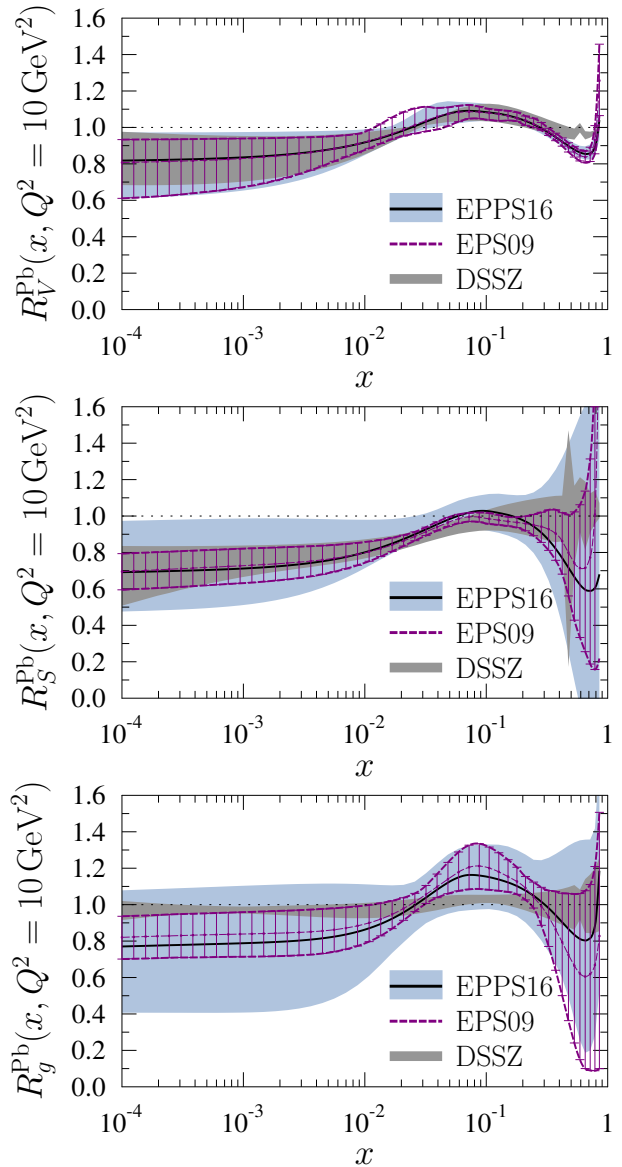 1.6
1.4
1.2
1.0
0.8
0.6
0.4
0.2
0.0
R_V^Pb(x, Q^2 = 10 GeV^2)
EPPS16
EPS09
DSSZ
10^-4 10^-3 10^-2 10^-1 1
x
1.6
1.4
1.2
1.0
0.8
0.6
0.4
0.2
0.0
R_S^Pb(x, Q^2 = 10 GeV^2)
EPPS16
EPS09
DSSZ
10^-4 10^-3 10^-2 10^-1 1
x
1.6
1.4
1.2
1.0
0.8
0.6
0.4
0.2
0.0
R_g^Pb(x, Q^2 = 10 GeV^2)
EPPS16
EPS09
DSSZ
10^-4 10^-3 10^-2 10^-1 1
x